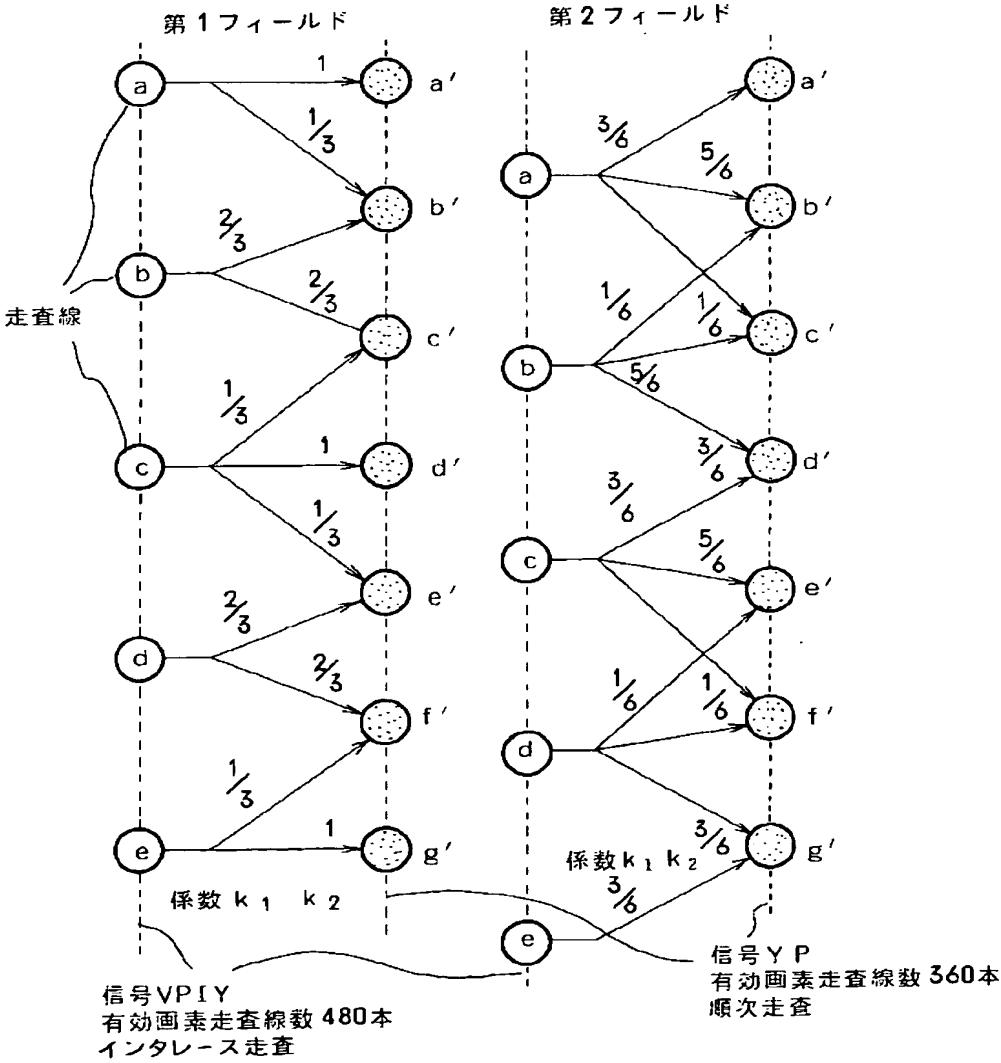 第1フィールド
第2フィールド
a
1
a′
1/3
b′
2/3
b
2/3
c′
走査線
1/3
c
1
d′
1/3
e′
2/3
d
2/3
f′
1/3
e
1
g′
係数k1 k2
信号VPIY
有効画素走査線数480本
インタレース走査
a′
3/6
a
5/6
b′
1/6
1/6
c′
b
5/6
3/6
d′
3/6
c
5/6
e′
1/6
1/6
f′
d
3/6
g′
係数k1 k2
3/6
e
信号YP
有効画素走査線数360本
順次走査